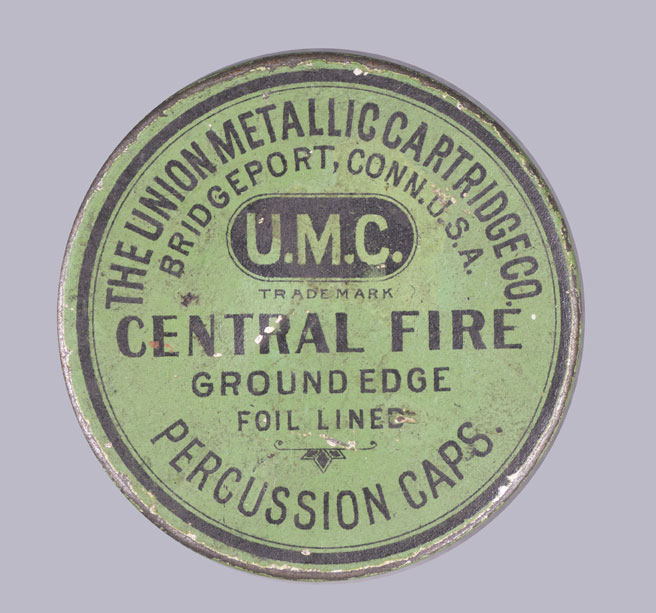 THE UNION METALLIC CARTRIDGE CO.
BRIDGEPORT, CONN. U.S.A.
U.M.C.
TRADEMARK
CENTRAL FIRE
GROUND EDGE
FOIL LINED
PERCUSSION CAPS.